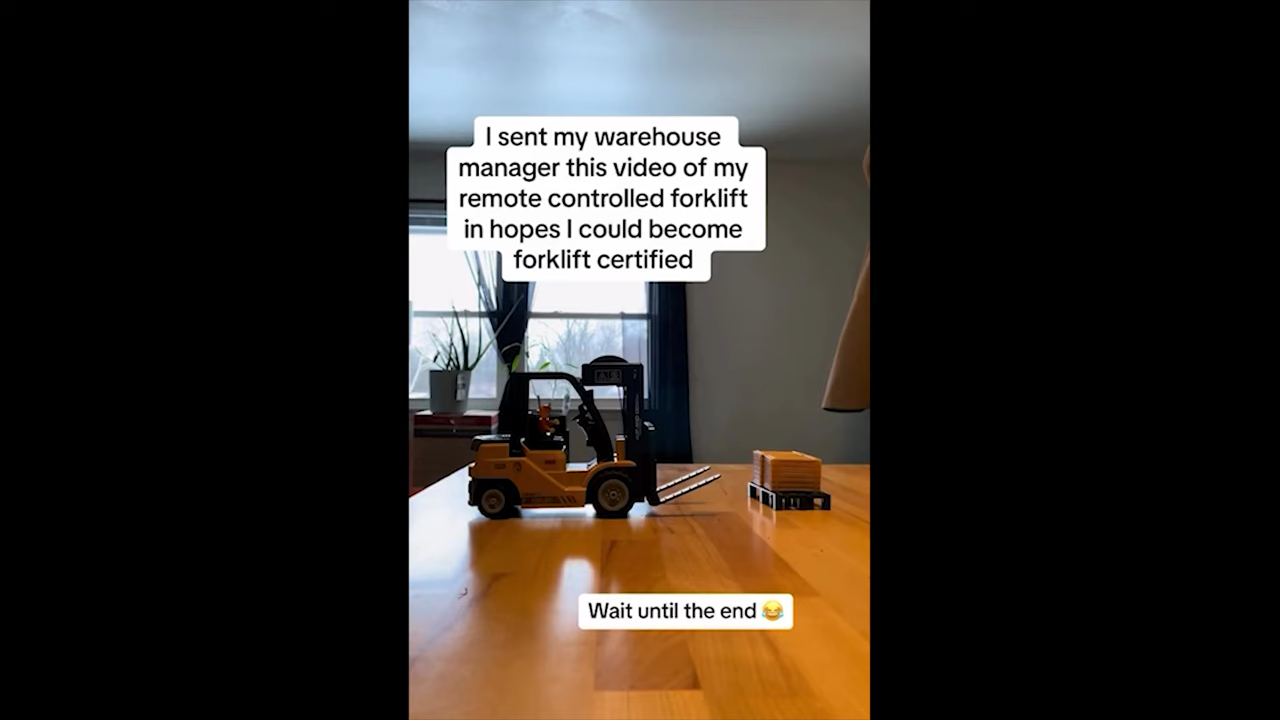 I sent my warehouse
manager this video of my
remote controlled forklift
in hopes I could become
forklift certified
Wait until the end 😂